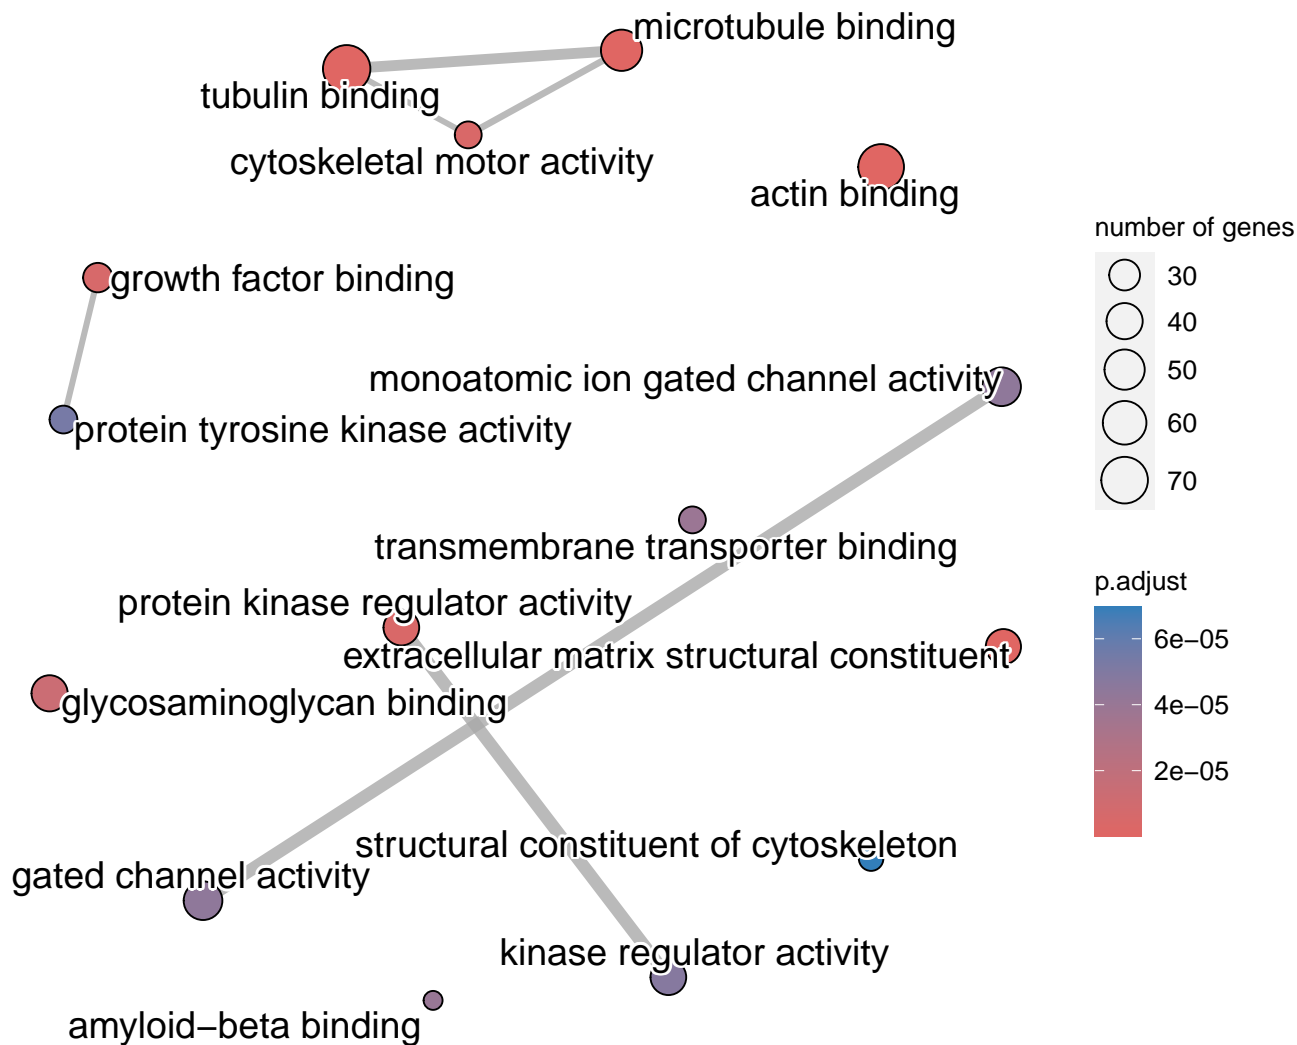 microtubule binding
tubulin binding
cytoskeletal motor activity
actin binding
number of genes
30
40
50
60
70
growth factor binding
monoatomic ion gated channel activity
protein tyrosine kinase activity
transmembrane transporter binding
p.adjust
6e−05
4e−05
2e−05
protein kinase regulator activity
extracellular matrix structural constituent
glycosaminoglycan binding
structural constituent of cytoskeleton
gated channel activity
kinase regulator activity
amyloid−beta binding